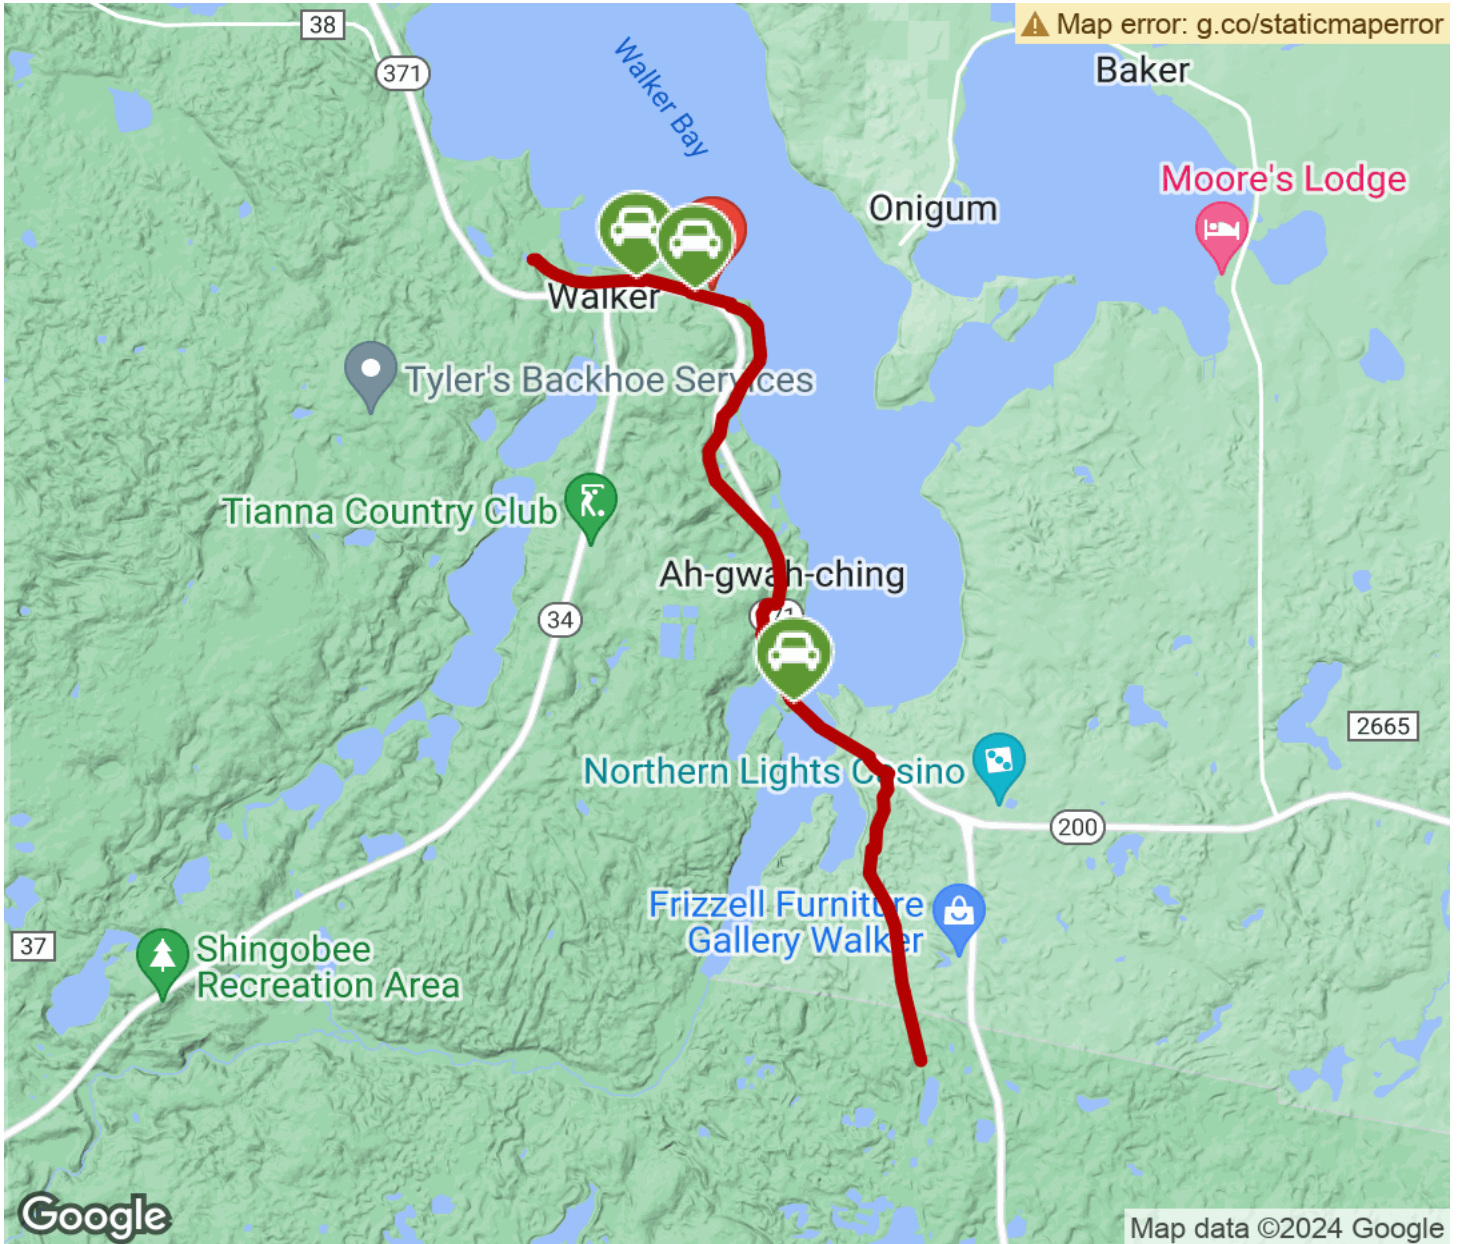 38
Map error: g.co/staticmaperror
371
Walker Bay
Baker
Moore's Lodge
Onigum
Walker
Tyler's Backhoe Services
Tianna Country Club
Ah-gwah-ching
34
2665
Northern Lights Casino
200
Frizzell Furniture
Gallery Walker
37
Shingobee
Recreation Area
Google
Map data ©2024 Google